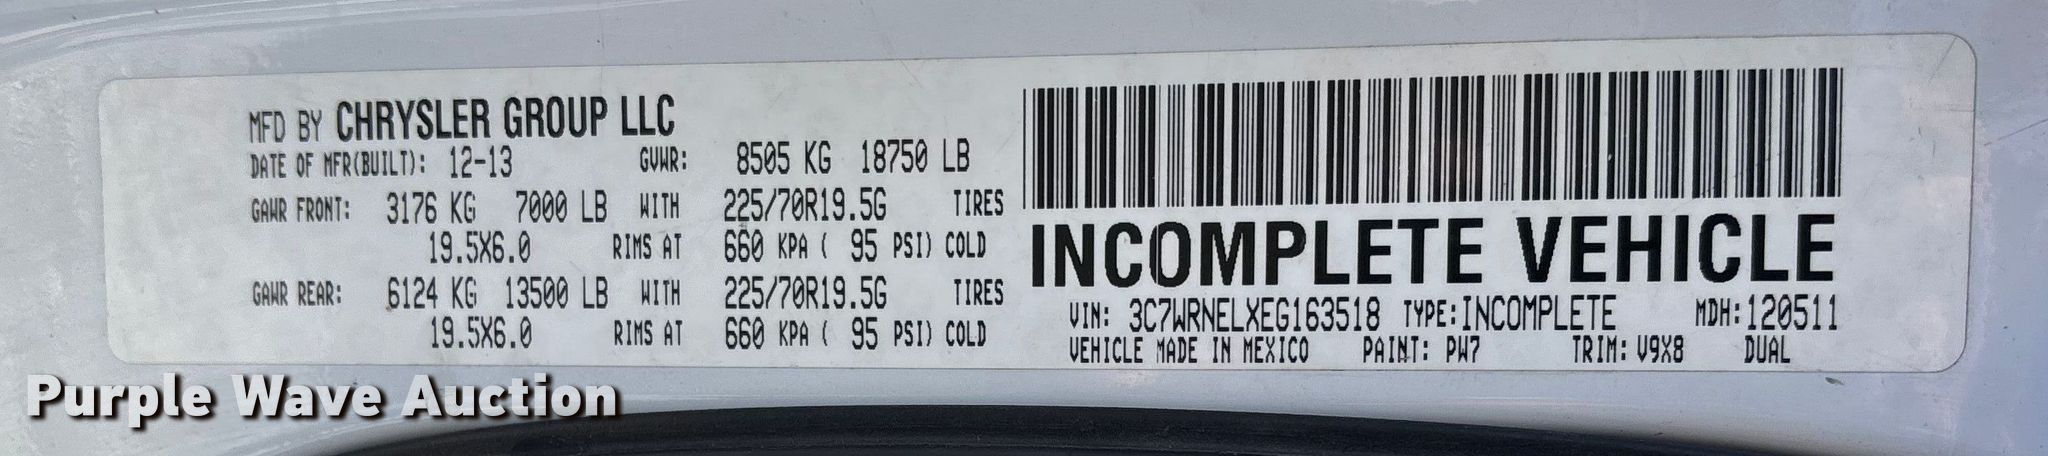 MFD BY CHRYSLER GROUP LLC
DATE OF MFR(BUILT): 12-13 GVWR: 8505 KG 18750 LB
GAWR FRONT: 3176 KG 7000 LB WITH 225/70R19.5G TIRES
19.5X6.0 RIMS AT 660 KPA ( 95 PSI) COLD
GAWR REAR: 6124 KG 13500 LB WITH 225/70R19.5G TIRES
19.5X6.0 RIMS AT 660 KPA ( 95 PSI) COLD
INCOMPLETE VEHICLE
VIN: 3C7WRNELXEG163518 TYPE:INCOMPLETE MDH:120511
VEHICLE MADE IN MEXICO PAINT: PW7 TRIM: V9X8 DUAL
Purple Wave Auction